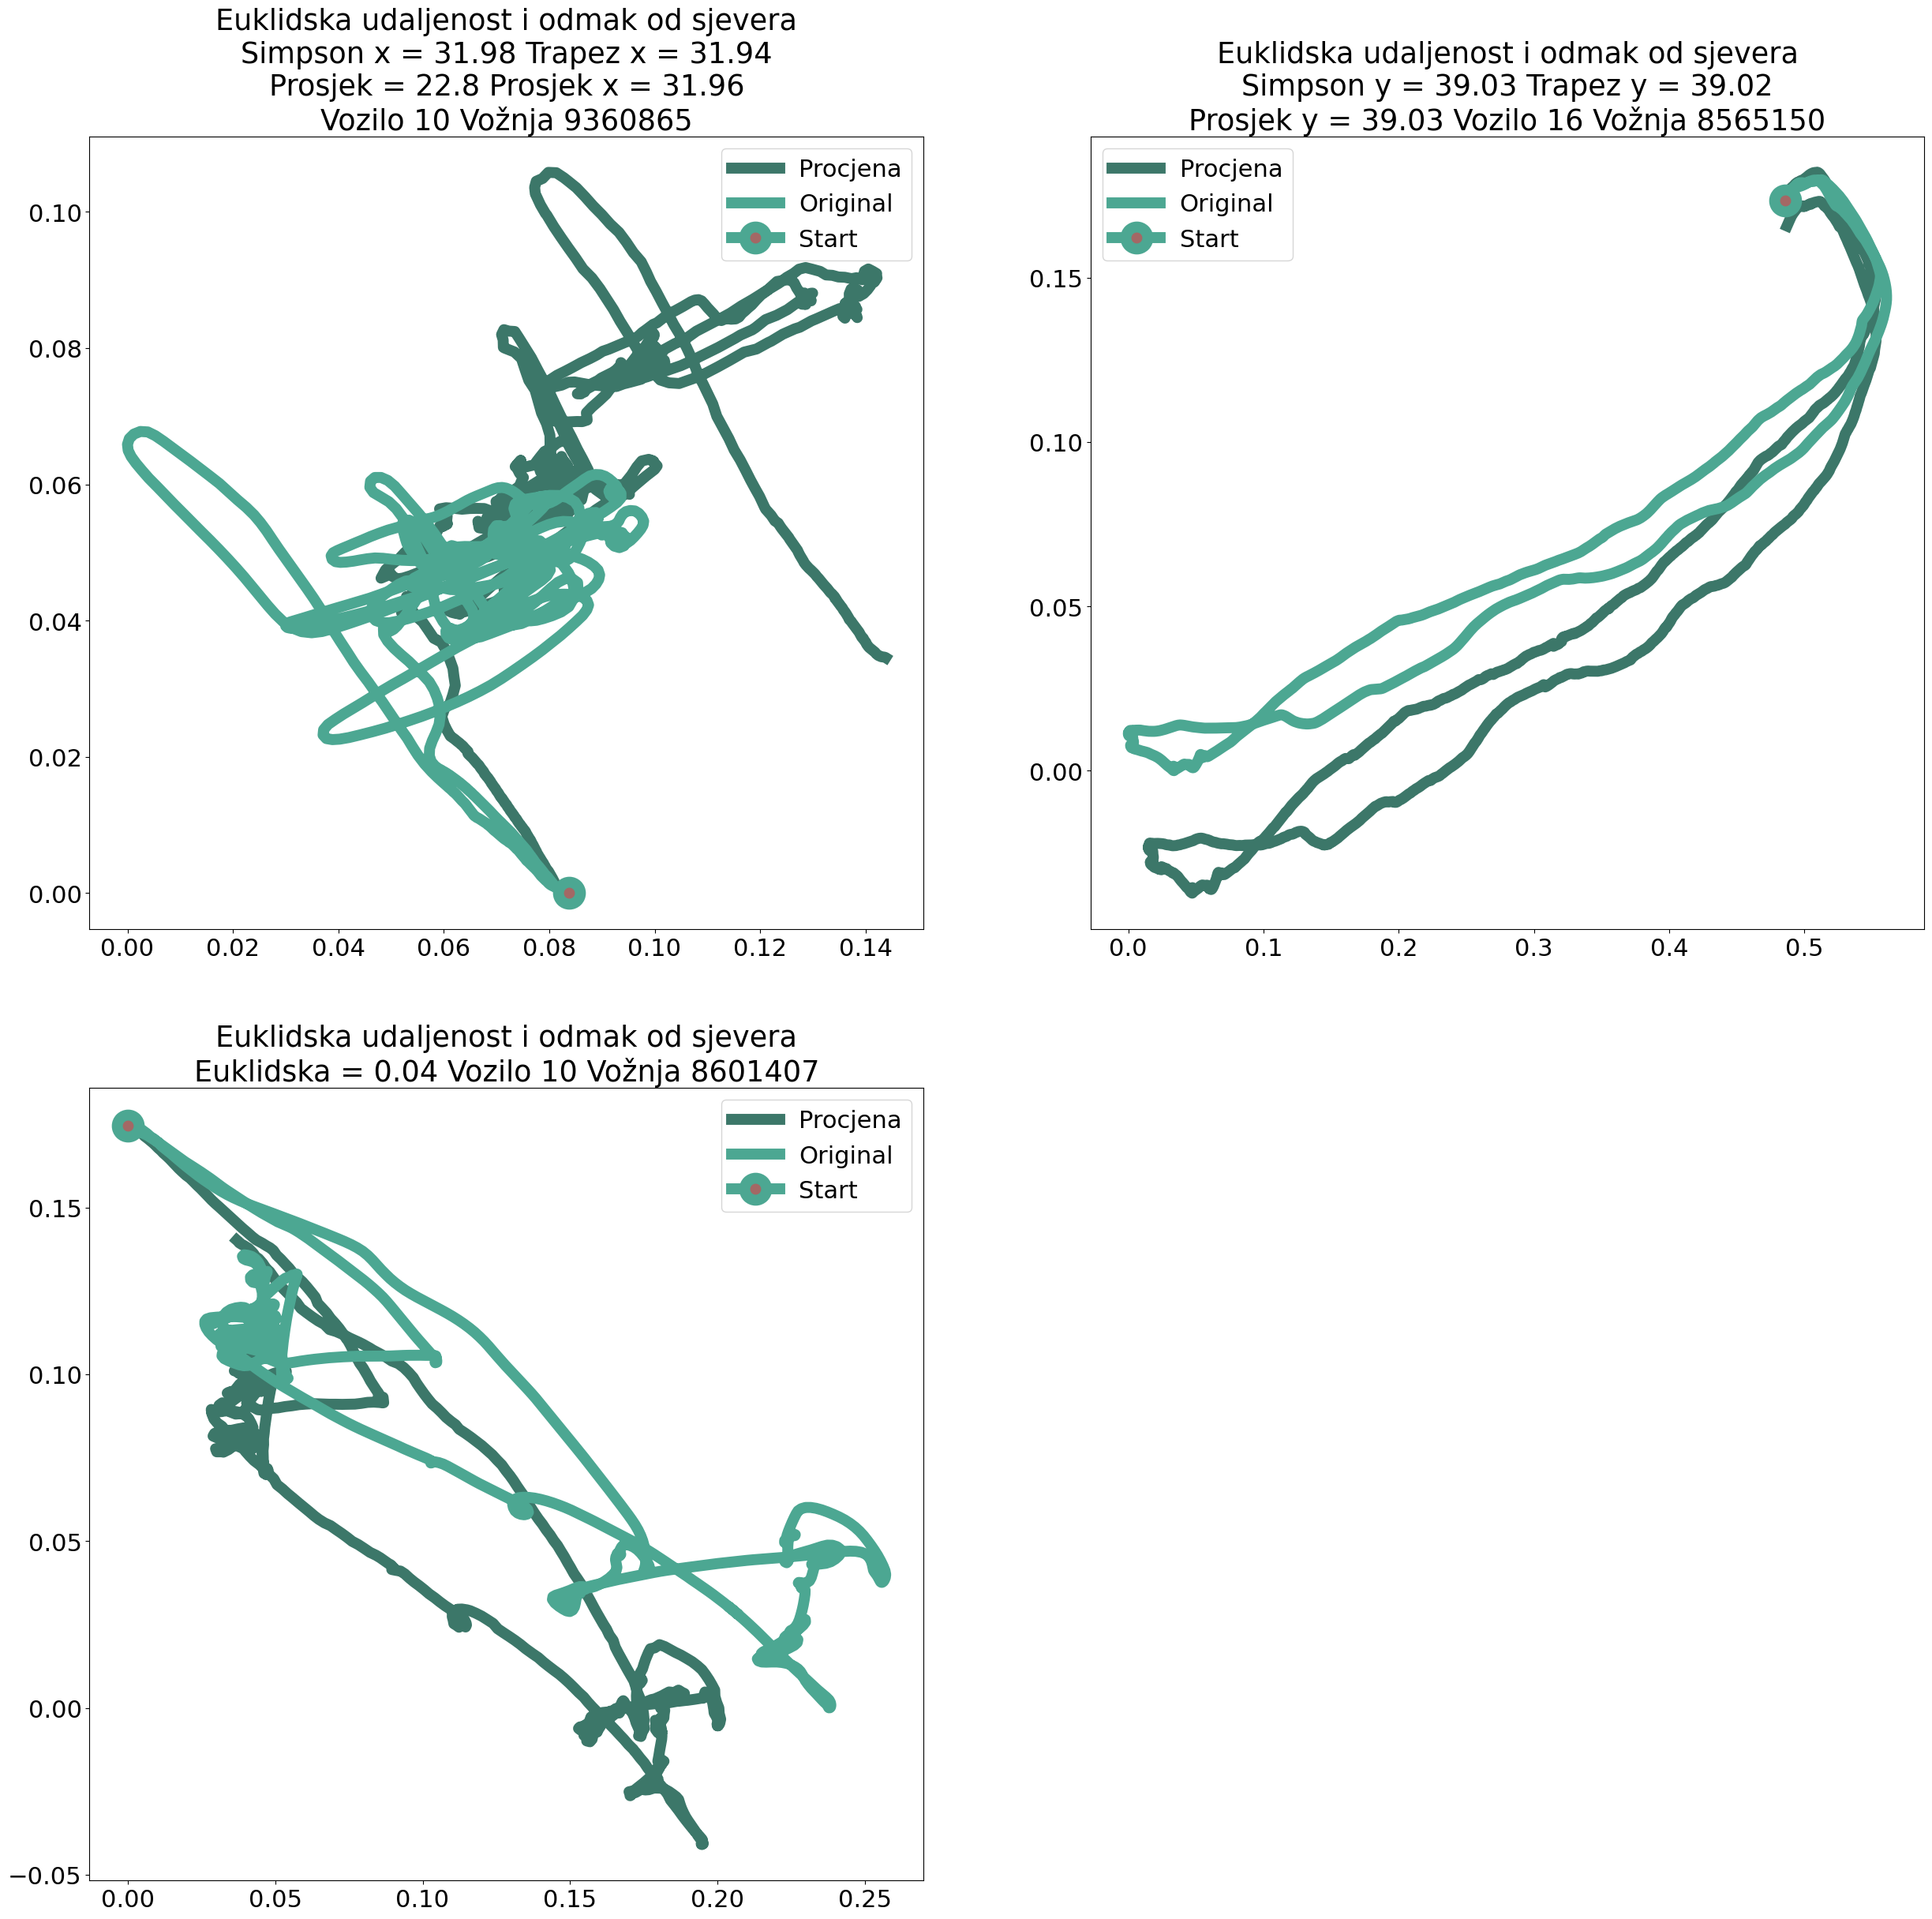 Euklidska udaljenost i odmak od sjevera
Simpson x = 31.98 Trapez x = 31.94
Prosjek = 22.8 Prosjek x = 31.96
Vozilo 10 Vožnja 9360865
Procjena
Original
Start
0.10
0.08
0.06
0.04
0.02
0.00
0.00 0.02 0.04 0.06 0.08 0.10 0.12 0.14
Euklidska udaljenost i odmak od sjevera
Simpson y = 39.03 Trapez y = 39.02
Prosjek y = 39.03 Vozilo 16 Vožnja 8565150
Procjena
Original
Start
0.15
0.10
0.05
0.00
0.0 0.1 0.2 0.3 0.4 0.5
Euklidska udaljenost i odmak od sjevera
Euklidska = 0.04 Vozilo 10 Vožnja 8601407
Procjena
Original
Start
0.15
0.10
0.05
0.00
−0.05
0.00 0.05 0.10 0.15 0.20 0.25